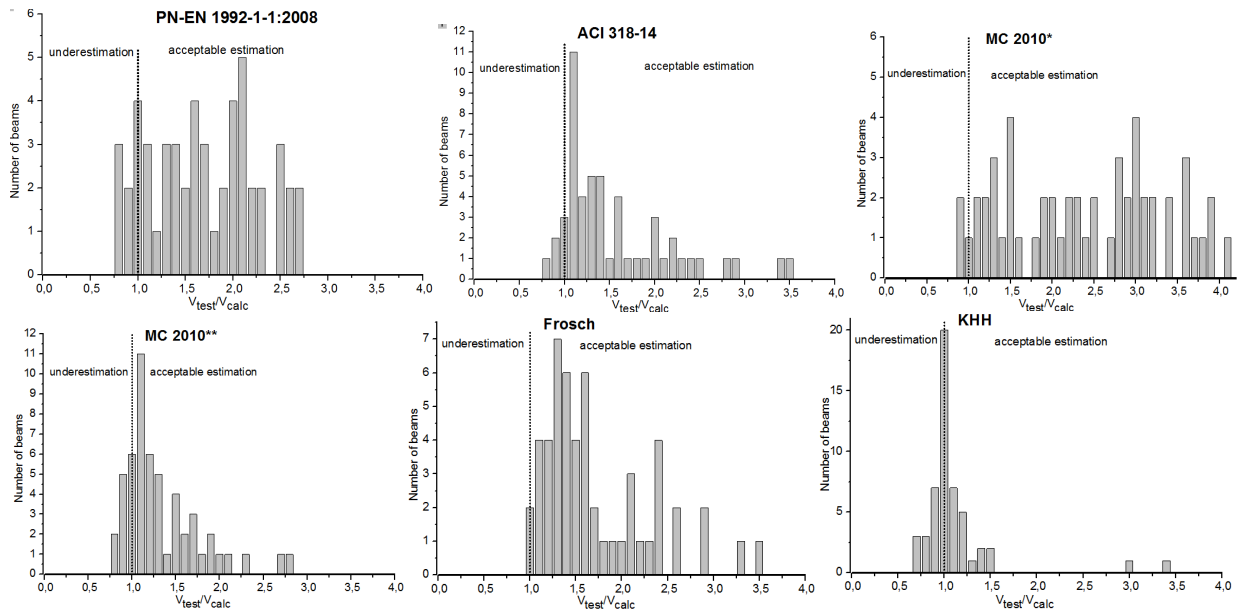 PN-EN 1992-1-1:2008
underestimation acceptable estimation
Number of beams
6
5
4
3
2
1
0
0,0 0,5 1,0 1,5 2,0 2,5 3,0 3,5 4,0
Vtest/Vcalc
ACI 318-14
underestimation acceptable estimation
Number of beams
12
11
10
9
8
7
6
5
4
3
2
1
0
0,0 0,5 1,0 1,5 2,0 2,5 3,0 3,5 4,0
Vtest/Vcalc
MC 2010*
underestimation acceptable estimation
Number of beams
6
5
4
3
2
1
0
0,0 0,5 1,0 1,5 2,0 2,5 3,0 3,5 4,0
Vtest/Vcalc
MC 2010**
underestimation acceptable estimation
Number of beams
12
11
10
9
8
7
6
5
4
3
2
1
0
0,0 0,5 1,0 1,5 2,0 2,5 3,0 3,5 4,0
Vtest/Vcalc
Frosch
underestimation acceptable estimation
Number of beams
7
6
5
4
3
2
1
0
0,0 0,5 1,0 1,5 2,0 2,5 3,0 3,5 4,0
Vtest/Vcalc
KHH
underestimation acceptable estimation
Number of beams
20
15
10
5
0
0,0 0,5 1,0 1,5 2,0 2,5 3,0 3,5 4,0
Vtest/Vcalc